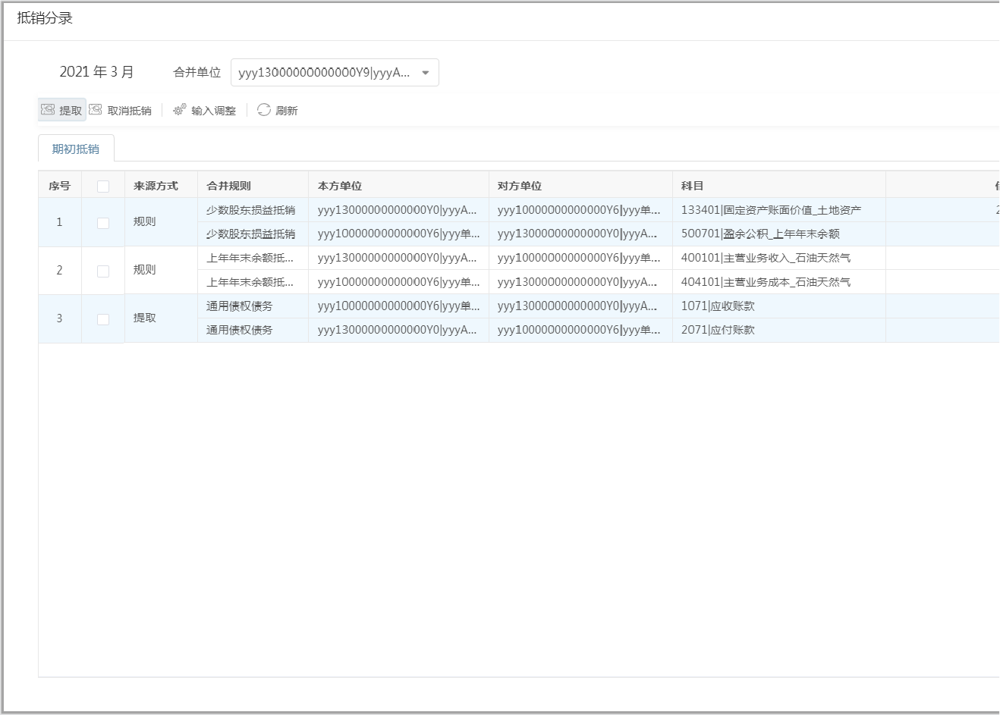 抵销分录
2021 年 3 月 合并单位 yyy13000000000000Y9|yyyA...
提取 取消抵销 输入调整 刷新
期初抵销
序号 来源方式 合并规则 本方单位 对方单位 科目
1 规则 少数股东损益抵销 yyy13000000000000Y0|yyyA... yyy10000000000000Y6|yyy单... 133401|固定资产账面价值_土地资产
少数股东损益抵销 yyy10000000000000Y6|yyy单... yyy13000000000000Y0|yyyA... 500701|盈余公积_上年年末余额
2 规则 上年年末余额抵... yyy13000000000000Y0|yyyA... yyy10000000000000Y6|yyy单... 400101|主营业务收入_石油天然气
上年年末余额抵... yyy10000000000000Y6|yyy单... yyy13000000000000Y0|yyyA... 404101|主营业务成本_石油天然气
3 提取 通用债权债务 yyy10000000000000Y6|yyy单... yyy13000000000000Y0|yyyA... 1071|应收账款
通用债权债务 yyy13000000000000Y0|yyyA... yyy10000000000000Y6|yyy单... 2071|应付账款